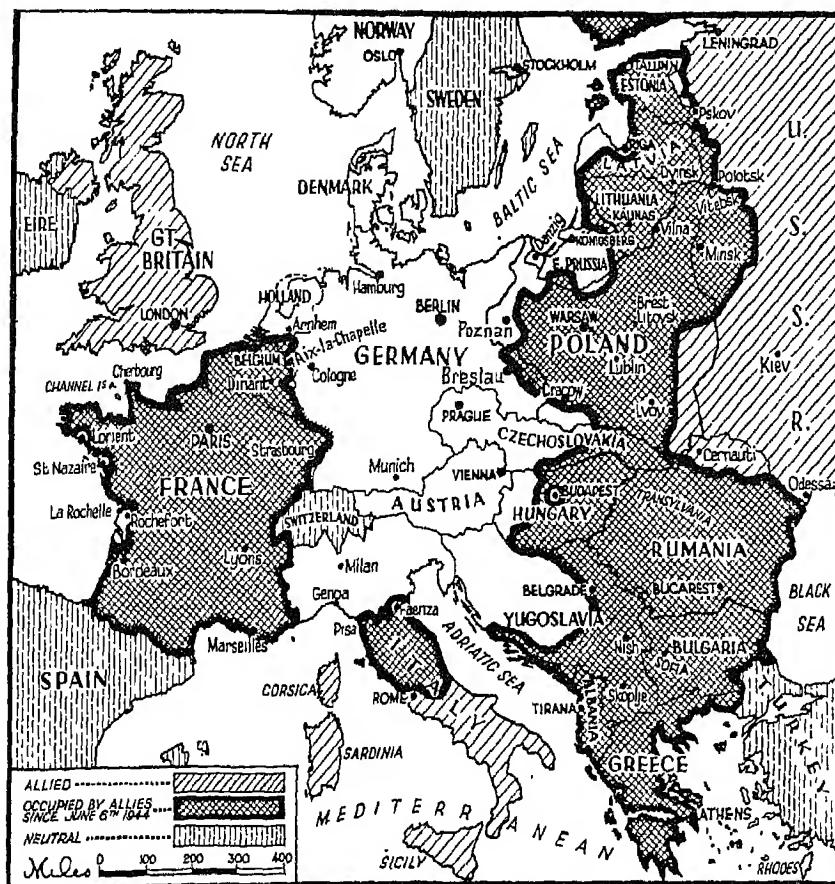 NORWAY
OSLO
STOCKHOLM
LENINGRAD
TALLINN
ESTONIA
SWEDEN
Pskov
NORTH
SEA
U.
RIGA
LATVIA
Dvinsk
Polotsk
DENMARK
BALTIC SEA
LITHUANIA
KAUNAS
Vitebsk
EIRE
S.
GT.
BRITAIN
Danzig
KÖNIGSBERG
Vilna
Minsk
E. PRUSSIA
HOLLAND
Hamburg
LONDON
BERLIN
Poznan
WARSAW
Brest
Litovsk
S.
Arnhem
Aix-la-Chapelle
GERMANY
POLAND
Cherbourg
BELGIUM
Cologne
Lublin
Kiev
CHANNEL IS.
Dinant
Breslau
Cracow
Lvov
PRAGUE
R.
Lorient
PARIS
Strasbourg
CZECHOSLOVAKIA
Cernauti
St Nazaire
Munich
VIENNA
Odessa
FRANCE
AUSTRIA
BUDAPEST
TRANSYLVANIA
La Rochelle
Rochefort
SWITZERLAND
HUNGARY
RUMANIA
Bordeaux
Lyons
Milan
BELGRADE
BUCAREST
BLACK
SEA
Genoa
Faenza
YUGOSLAVIA
Marseilles
Pisa
ADRIATIC SEA
Nish
BULGARIA
SOFIA
SPAIN
ITALY
CORSICA
ROME
TIRANA
ALBANIA
Skoplje
TURKEY
SARDINIA
GREECE
MEDITERRANEAN
ATHENS
SICILY
RHODES
ALLIED
OCCUPIED BY ALLIES
SINCE JUNE 6TH 1944
NEUTRAL
Miles 0 100 200 300 400